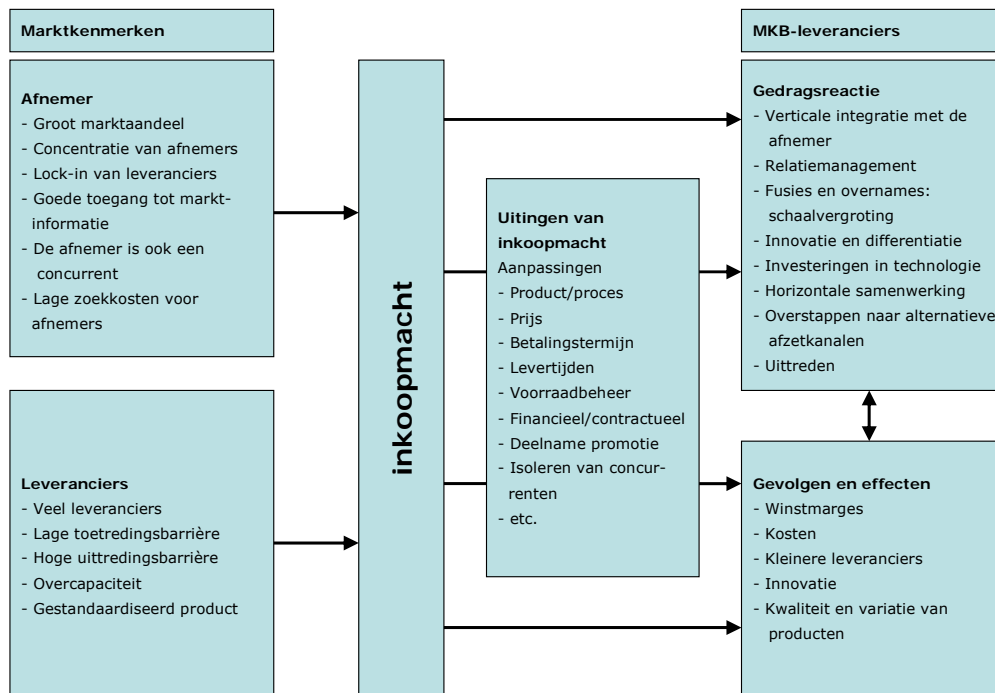 Marktkenmerken
Afnemer
- Groot marktaandeel
- Concentratie van afnemers
- Lock-in van leveranciers
- Goede toegang tot markt-
informatie
- De afnemer is ook een
concurrent
- Lage zoekkosten voor
afnemers
Leveranciers
- Veel leveranciers
- Lage toetredingsbarrière
- Hoge uittredingsbarrière
- Overcapaciteit
- Gestandaardiseerd product
inkoopmacht
Uitingen van
inkoopmacht
Aanpassingen
- Product/proces
- Prijs
- Betalingstermijn
- Levertijden
- Voorraadbeheer
- Financieel/contractueel
- Deelname promotie
- Isoleren van concur-
renten
- etc.
MKB-leveranciers
Gedragsreactie
- Verticale integratie met de
afnemer
- Relatiemanagement
- Fusies en overnames:
schaalvergroting
- Innovatie en differentiatie
- Investeringen in technologie
- Horizontale samenwerking
- Overstappen naar alternatieve
afzetkanalen
- Uittreden
Gevolgen en effecten
- Winstmarges
- Kosten
- Kleinere leveranciers
- Innovatie
- Kwaliteit en variatie van
producten